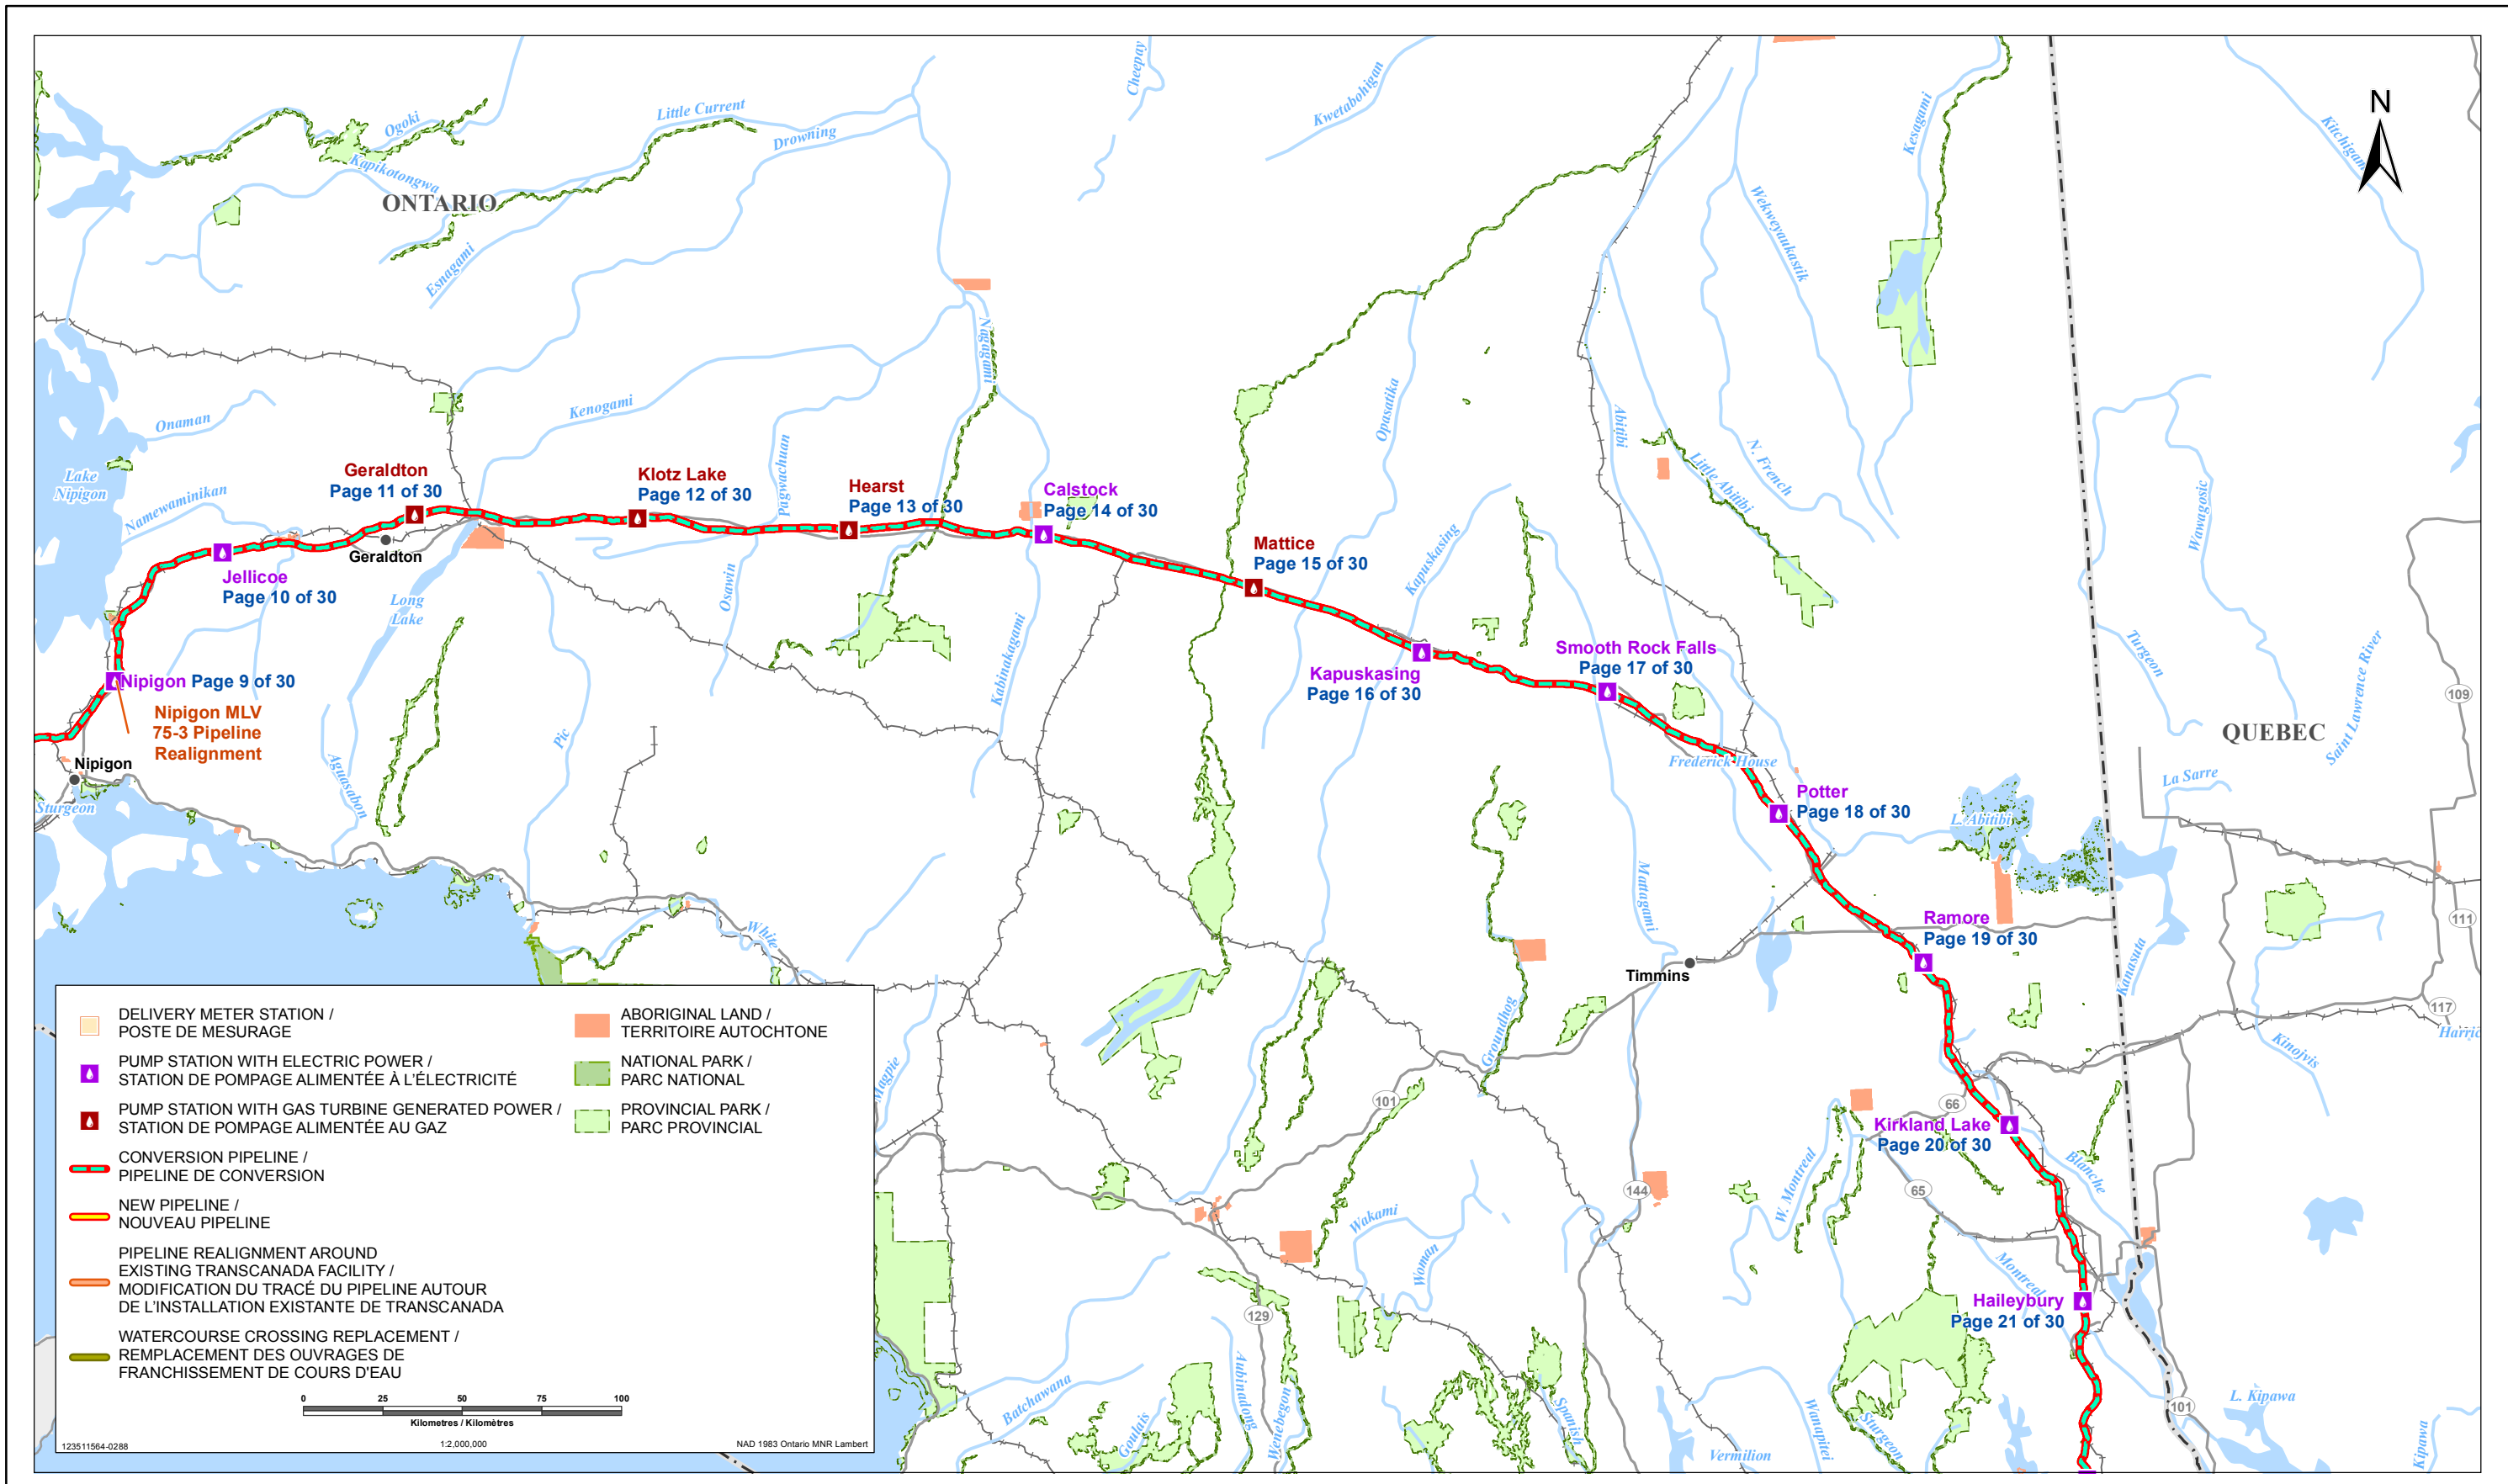 Cheepay
Kwetabohigan
Kesagami
N
Ogoki
Little Current
Drowning
Kapikotongwa
ONTARIO
Wekweyaukastik
Esnagami
Nagagami
Onaman
Kenogami
Opasatika
Abitibi
Lake
Nipigon
Namewaminikan
Geraldton
Page 11 of 30
Klotz Lake
Page 12 of 30
Pagwachuan
Hearst
Page 13 of 30
Calstock
Page 14 of 30
Little Abitibi
N. French
Wawagosic
Geraldton
Jellicoe
Page 10 of 30
Long
Lake
Osawin
Mattice
Page 15 of 30
Kapuskasing
Kabinakagami
Turgeon
Saint Lawrence River
Nipigon Page 9 of 30
Kapuskasing
Page 16 of 30
Smooth Rock Falls
Page 17 of 30
109
Nipigon MLV
75-3 Pipeline
Realignment
QUEBEC
Pic
Aguasabon
Nipigon
Sturgeon
Frederick House
Potter
Page 18 of 30
La Sarre
L. Abitibi
Mattagami
White
Ramore
Page 19 of 30
111
Timmins
Kanasuta
Groundhog
117
Kinojvis
Magpie
101
66
Kirkland Lake
Page 20 of 30
Blanche
W. Montreal
65
144
Wakami
Woman
Montreal
Haileybury
Page 21 of 30
129
Aubinadong
Batchawana
Goulais
Wenebegon
Spanish
Vermilion
Wanapitei
Sturgeon
101
L. Kipawa
Kipawa
DELIVERY METER STATION /
POSTE DE MESURAGE
PUMP STATION WITH ELECTRIC POWER /
STATION DE POMPAGE ALIMENTÉE À L'ÉLECTRICITÉ
PUMP STATION WITH GAS TURBINE GENERATED POWER /
STATION DE POMPAGE ALIMENTÉE AU GAZ
CONVERSION PIPELINE /
PIPELINE DE CONVERSION
NEW PIPELINE /
NOUVEAU PIPELINE
PIPELINE REALIGNMENT AROUND
EXISTING TRANSCANADA FACILITY /
MODIFICATION DU TRACÉ DU PIPELINE AUTOUR
DE L'INSTALLATION EXISTANTE DE TRANSCANADA
WATERCOURSE CROSSING REPLACEMENT /
REMPLACEMENT DES OUVRAGES DE
FRANCHISSEMENT DE COURS D'EAU
ABORIGINAL LAND /
TERRITOIRE AUTOCHTONE
NATIONAL PARK /
PARC NATIONAL
PROVINCIAL PARK /
PARC PROVINCIAL
0 25 50 75 100
Kilometres / Kilomètres
123511564-0288
1:2,000,000
NAD 1983 Ontario MNR Lambert